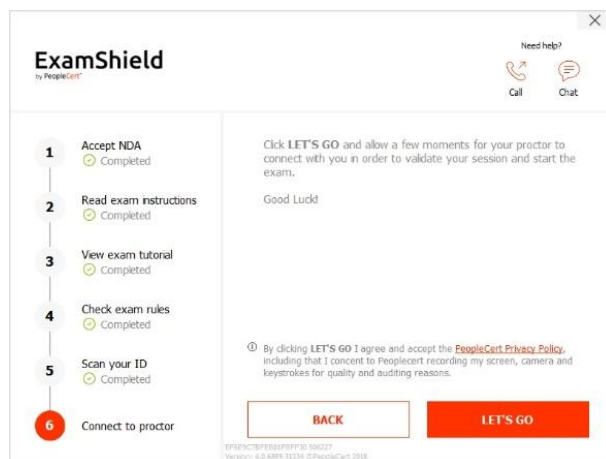 ExamShield
by PeopleCert
Need help?
Call
Chat
1
Accept NDA
Completed
2
Read exam instructions
Completed
3
View exam tutorial
Completed
4
Check exam rules
Completed
5
Scan your ID
Completed
6
Connect to proctor
Click LET'S GO and allow a few moments for your proctor to
connect with you in order to validate your session and start the
exam.
Good Luck!
By clicking LET'S GO I agree and accept the PeopleCert Privacy Policy,
including that I consent to Peoplecert recording my screen, camera and
keystrokes for quality and auditing reasons.
BACK
LET'S GO
©PeopleCert 2018